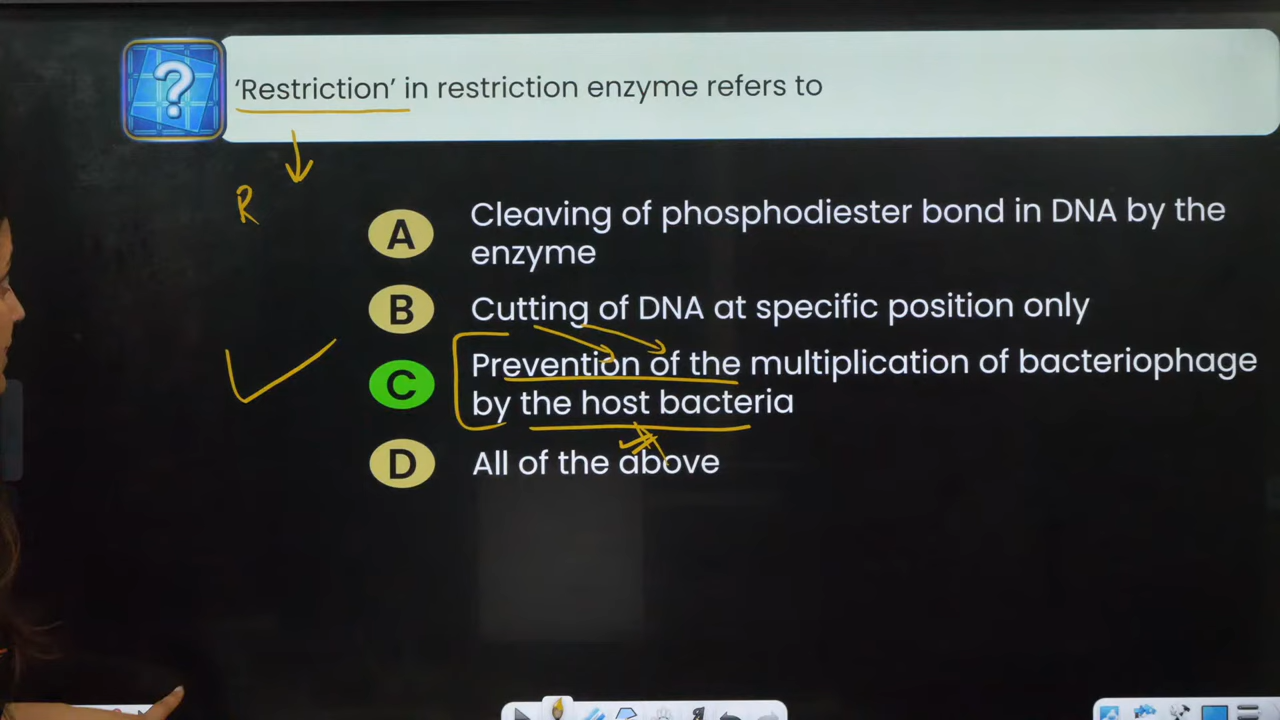 ?
‘Restriction’ in restriction enzyme refers to
R
A Cleaving of phosphodiester bond in DNA by the
enzyme
B Cutting of DNA at specific position only
C Prevention of the multiplication of bacteriophage
by the host bacteria
D All of the above